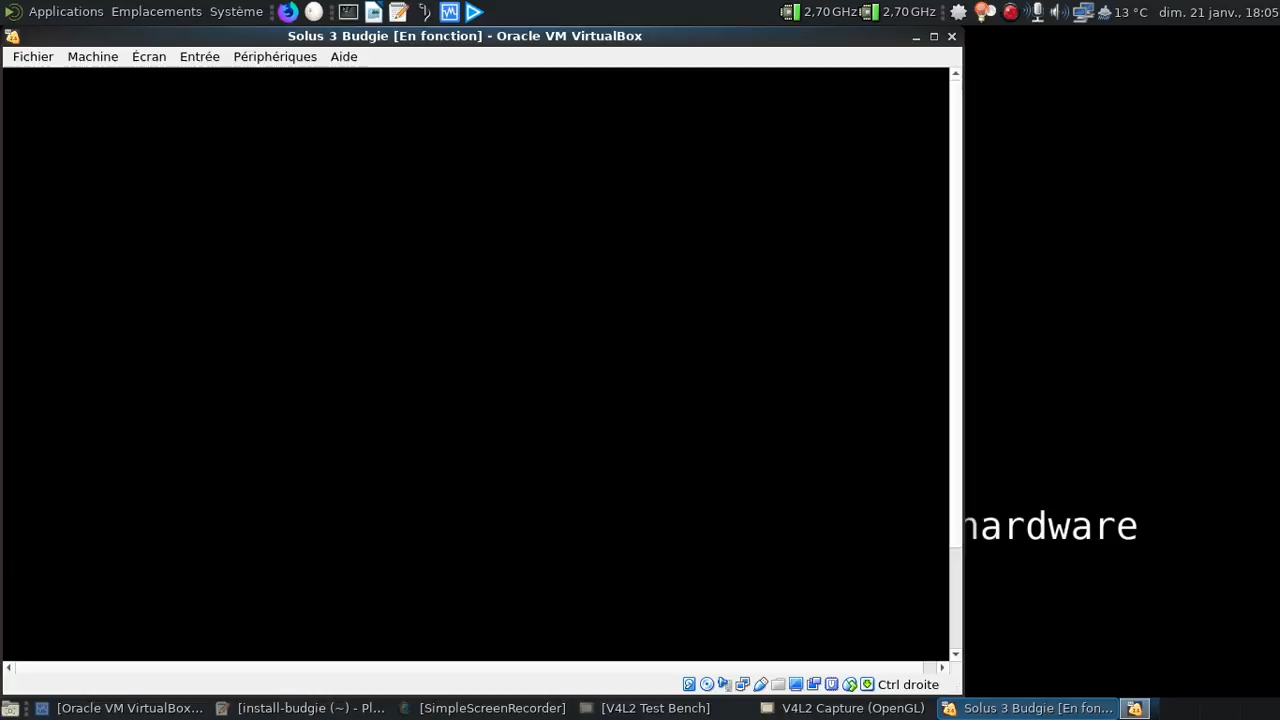 Applications Emplacements Système 2,70 GHz 2,70 GHz 13 °C dim. 21 janv., 18:05
Solus 3 Budgie [En fonction] - Oracle VM VirtualBox
Fichier Machine Écran Entrée Périphériques Aide
hardware
Ctrl droite
[Oracle VM VirtualBox... [install-budgie (~) - Pl... [SimpleScreenRecorder] [V4L2 Test Bench] V4L2 Capture (OpenGL) Solus 3 Budgie [En fon...